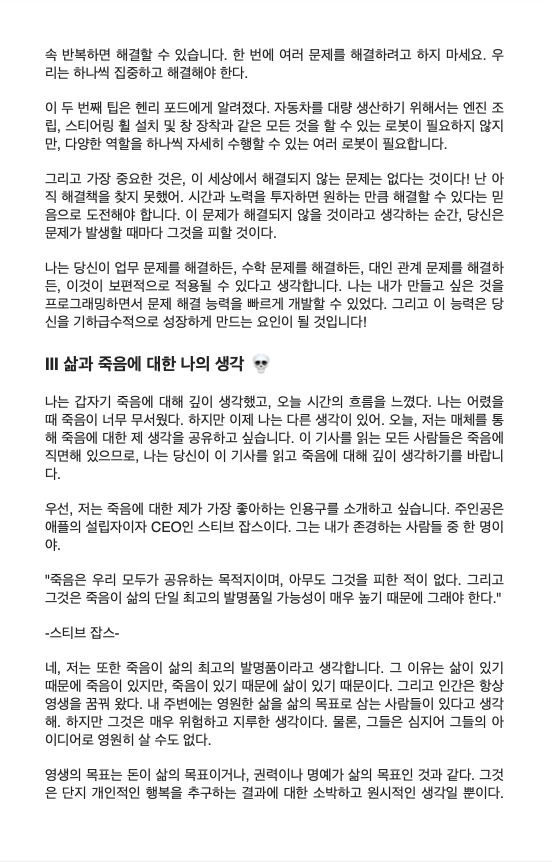 속 반복하면 해결할 수 있습니다. 한 번에 여러 문제를 해결하려고 하지 마세요. 우
리는 하나씩 집중하고 해결해야 한다.
이 두 번째 팁은 헨리 포드에게 알려졌다. 자동차를 대량 생산하기 위해서는 엔진 조
립, 스티어링 휠 설치 및 창 장착과 같은 모든 것을 할 수 있는 로봇이 필요하지 않지
만, 다양한 역할을 하나씩 자세히 수행할 수 있는 여러 로봇이 필요합니다.
그리고 가장 중요한 것은, 이 세상에서 해결되지 않는 문제는 없다는 것이다! 난 아
직 해결책을 찾지 못했어. 시간과 노력을 투자하면 원하는 만큼 해결할 수 있다는 믿
음으로 도전해야 합니다. 이 문제가 해결되지 않을 것이라고 생각하는 순간, 당신은
문제가 발생할 때마다 그것을 피할 것이다.
나는 당신이 업무 문제를 해결하든, 수학 문제를 해결하든, 대인 관계 문제를 해결하
든, 이것이 보편적으로 적용될 수 있다고 생각합니다. 나는 내가 만들고 싶은 것을
프로그래밍하면서 문제 해결 능력을 빠르게 개발할 수 있었다. 그리고 이 능력은 당
신을 기하급수적으로 성장하게 만드는 요인이 될 것입니다!
III 삶과 죽음에 대한 나의 생각 💀
나는 갑자기 죽음에 대해 깊이 생각했고, 오늘 시간의 흐름을 느꼈다. 나는 어렸을
때 죽음이 너무 무서웠다. 하지만 이제 나는 다른 생각이 있어. 오늘, 저는 매체를 통
해 죽음에 대한 제 생각을 공유하고 싶습니다. 이 기사를 읽는 모든 사람들은 죽음에
직면해 있으므로, 나는 당신이 이 기사를 읽고 죽음에 대해 깊이 생각하기를 바랍니
다.
우선, 저는 죽음에 대한 제가 가장 좋아하는 인용구를 소개하고 싶습니다. 주인공은
애플의 설립자이자 CEO인 스티브 잡스이다. 그는 내가 존경하는 사람들 중 한 명이
야.
"죽음은 우리 모두가 공유하는 목적지이며, 아무도 그것을 피한 적이 없다. 그리고
그것은 죽음이 삶의 단일 최고의 발명품일 가능성이 매우 높기 때문에 그래야 한다."
-스티브 잡스-
네, 저는 또한 죽음이 삶의 최고의 발명품이라고 생각합니다. 그 이유는 삶이 있기
때문에 죽음이 있지만, 죽음이 있기 때문에 삶이 있기 때문이다. 그리고 인간은 항상
영생을 꿈꿔 왔다. 내 주변에는 영원한 삶을 삶의 목표로 삼는 사람들이 있다고 생각
해. 하지만 그것은 매우 위험하고 지루한 생각이다. 물론, 그들은 심지어 그들의 아
이디어로 영원히 살 수도 없다.
영생의 목표는 돈이 삶의 목표이거나, 권력이나 명예가 삶의 목표인 것과 같다. 그것
은 단지 개인적인 행복을 추구하는 결과에 대한 소박하고 원시적인 생각일 뿐이다.